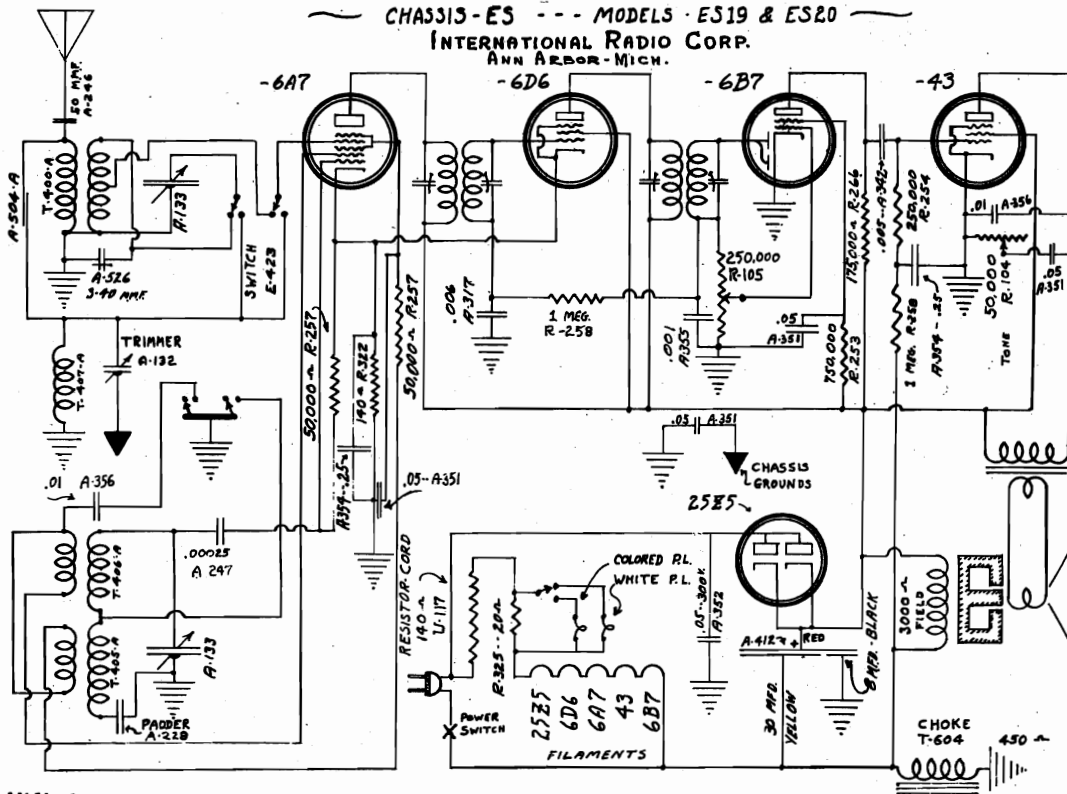 CHASSIS-ES --- MODELS·ES19 & ES20
INTERNATIONAL RADIO CORP.
ANN ARBOR-MICH.
-6A7
-6D6
-6B7
-43
50 MMF.
A-246
A-504-A
T-400-A
A-133
A-526
3-40 MMF.
SWITCH
E-423
TRIMMER
A-132
T-407-A
50,000 Ω R-257
140 Ω R-322
50,000 Ω R-257
A354-.25
.05--A-351
.006
A-317
1 MEG.
R-258
250,000
R-105
.001
A-355
.05
A-351
750,000
R-253
175,000 Ω R-266
.005--A-342
250,000
R-254
1 MEG. R-258
A-354-.25
.01 A-356
50,000
R-104
TONE
.05
A-351
.05 A-351
CHASSIS
GROUNDS
.01 A-356
.00025
A 247
T-406-A
T-405-A
A-133
PADDER
A-228
RESISTOR-CORD
140 Ω
U-117
R-325--20 Ω
COLORED P.L.
WHITE P.L.
POWER
SWITCH
25Z5
6D6
6A7
43
6B7
FILAMENTS
.05--300V.
A-352
25Z5
A-412
+ RED
8 MFD.-BLACK
30 MFD.
YELLOW
3000 Ω
FIELD
CHOKE
T-604
450 Ω